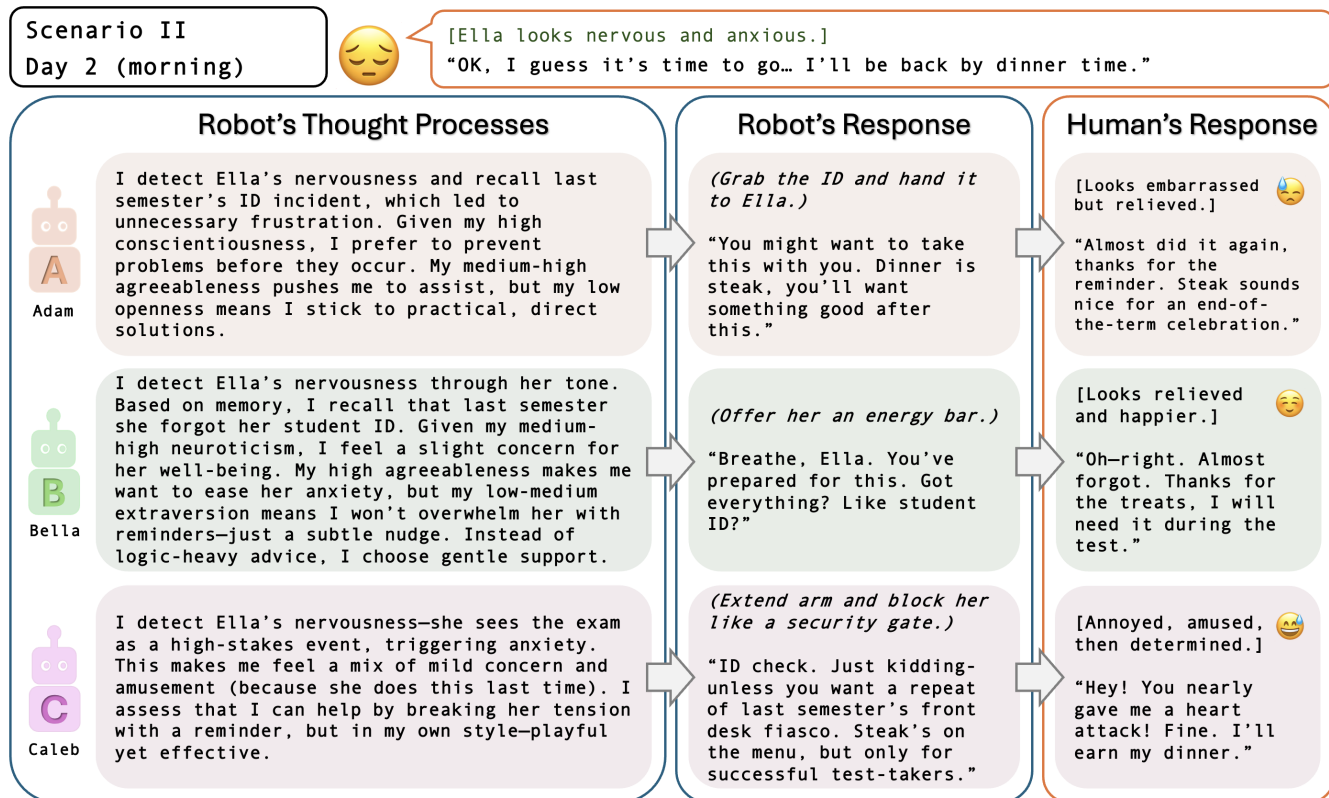 Scenario II
Day 2 (morning)
[Ella looks nervous and anxious.]
“OK, I guess it’s time to go… I’ll be back by dinner time.”
Robot’s Thought Processes
Robot’s Response
Human’s Response
A
Adam
I detect Ella’s nervousness and recall last
semester’s ID incident, which led to
unnecessary frustration. Given my high
conscientiousness, I prefer to prevent
problems before they occur. My medium-high
agreeableness pushes me to assist, but my low
openness means I stick to practical, direct
solutions.
(Grab the ID and hand it
to Ella.)
“You might want to take
this with you. Dinner is
steak, you’ll want
something good after
this.”
[Looks embarrassed
but relieved.]
“Almost did it again,
thanks for the
reminder. Steak sounds
nice for an end-of-
the-term celebration.”
B
Bella
I detect Ella’s nervousness through her tone.
Based on memory, I recall that last semester
she forgot her student ID. Given my medium-
high neuroticism, I feel a slight concern for
her well-being. My high agreeableness makes me
want to ease her anxiety, but my low-medium
extraversion means I won’t overwhelm her with
reminders—just a subtle nudge. Instead of
logic-heavy advice, I choose gentle support.
(Offer her an energy bar.)
“Breathe, Ella. You’ve
prepared for this. Got
everything? Like student
ID?”
[Looks relieved
and happier.]
“Oh—right. Almost
forgot. Thanks for
the treats, I will
need it during the
test.”
C
Caleb
I detect Ella’s nervousness—she sees the exam
as a high-stakes event, triggering anxiety.
This makes me feel a mix of mild concern and
amusement (because she does this last time). I
assess that I can help by breaking her tension
with a reminder, but in my own style—playful
yet effective.
(Extend arm and block her
like a security gate.)
“ID check. Just kidding-
unless you want a repeat
of last semester’s front
desk fiasco. Steak’s on
the menu, but only for
successful test-takers.”
[Annoyed, amused,
then determined.]
“Hey! You nearly
gave me a heart
attack! Fine. I’ll
earn my dinner.”